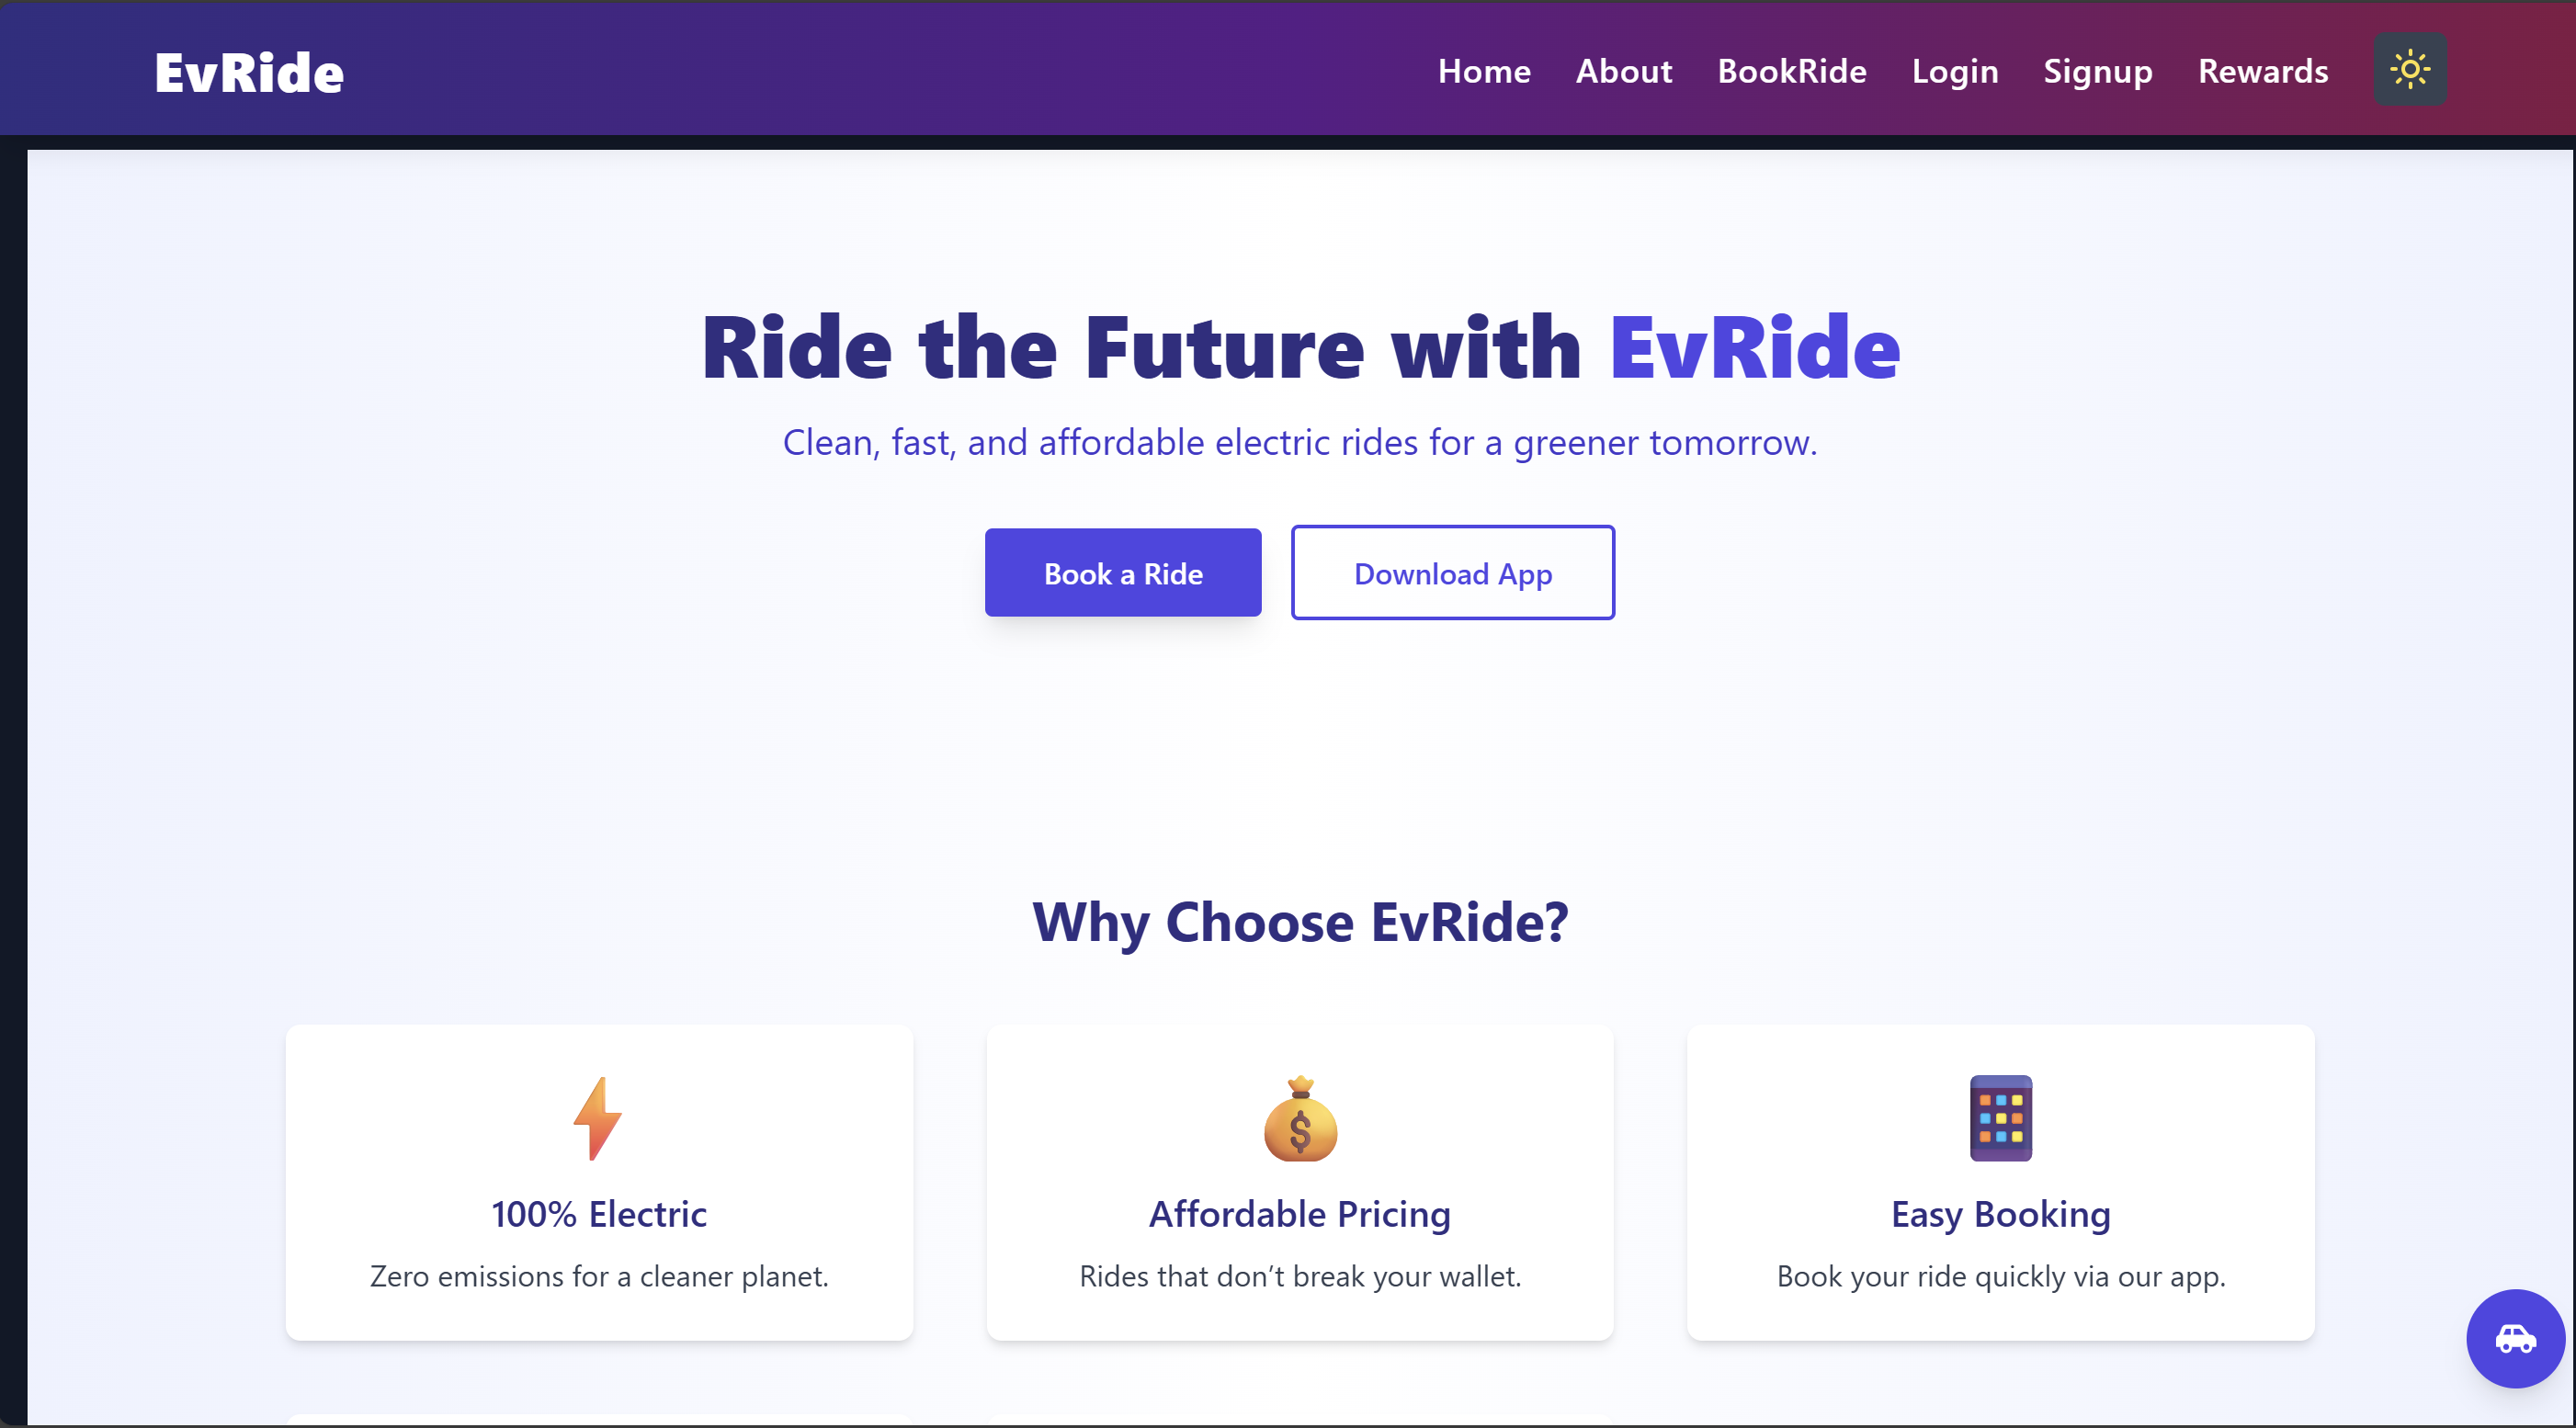 EvRide
Home About BookRide Login Signup Rewards
Ride the Future with EvRide
Clean, fast, and affordable electric rides for a greener tomorrow.
Book a Ride Download App
Why Choose EvRide?
100% Electric
Zero emissions for a cleaner planet.
$
Affordable Pricing
Rides that don’t break your wallet.
Easy Booking
Book your ride quickly via our app.